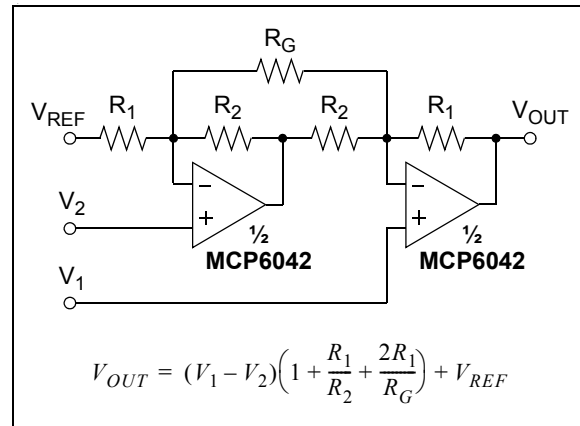 R_G
V_REF R_1 R_2 R_2 R_1 V_OUT
V_2
V_1
− + ½ MCP6042
− + ½ MCP6042
V_OUT = (V_1 − V_2)(1 + R_1/R_2 + 2R_1/R_G) + V_REF